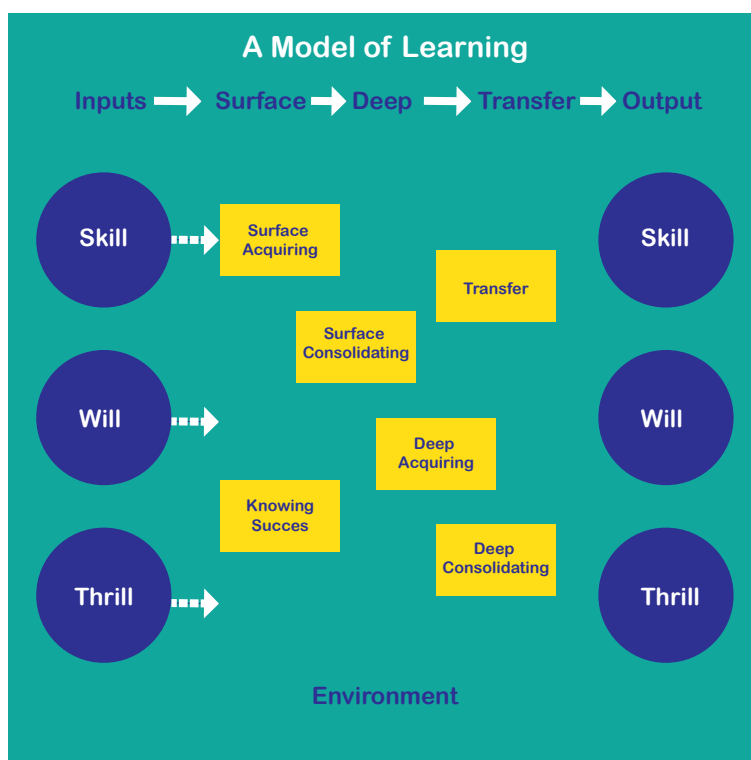 A Model of Learning
Inputs Surface Deep Transfer Output
Skill
Surface
Acquiring
Skill
Transfer
Surface
Consolidating
Will
Deep
Acquiring
Will
Knowing
Succes
Deep
Consolidating
Thrill
Thrill
Environment